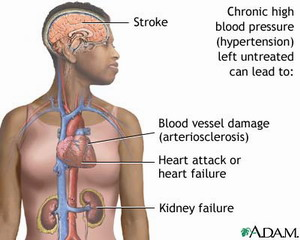 Stroke
Chronic high
blood pressure
(hypertension)
left untreated
can lead to:
Blood vessel damage
(arteriosclerosis)
Heart attack or
heart failure
Kidney failure
ADAM.